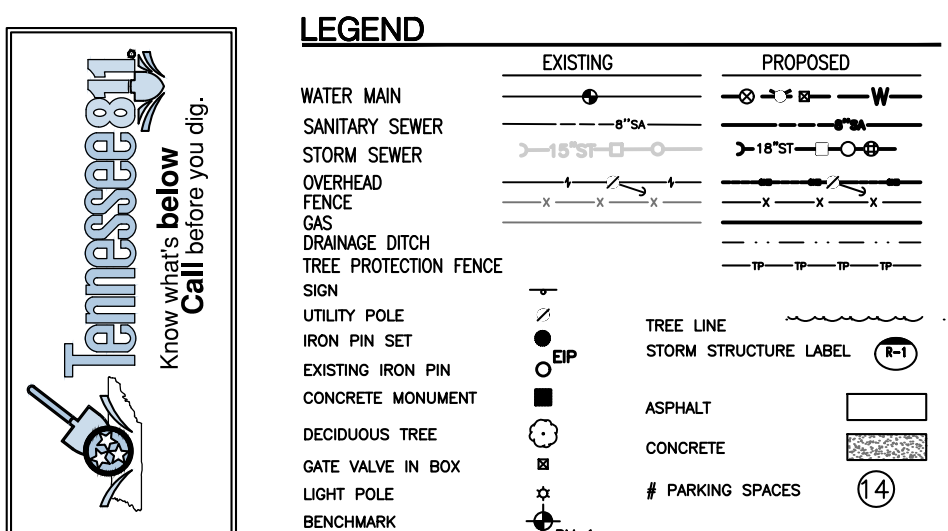 Tennessee811
Know what's below.
Call before you dig.
LEGEND
EXISTING PROPOSED
WATER MAIN W
SANITARY SEWER 8"SA 8"SA
STORM SEWER 15"ST 18"ST
OVERHEAD
FENCE X X X X X X
GAS
DRAINAGE DITCH
TREE PROTECTION FENCE TP TP TP TP
SIGN
UTILITY POLE
IRON PIN SET
EXISTING IRON PIN EIP
CONCRETE MONUMENT
DECIDUOUS TREE
GATE VALVE IN BOX
LIGHT POLE
BENCHMARK
TREE LINE
STORM STRUCTURE LABEL R-1
ASPHALT
CONCRETE
# PARKING SPACES 14